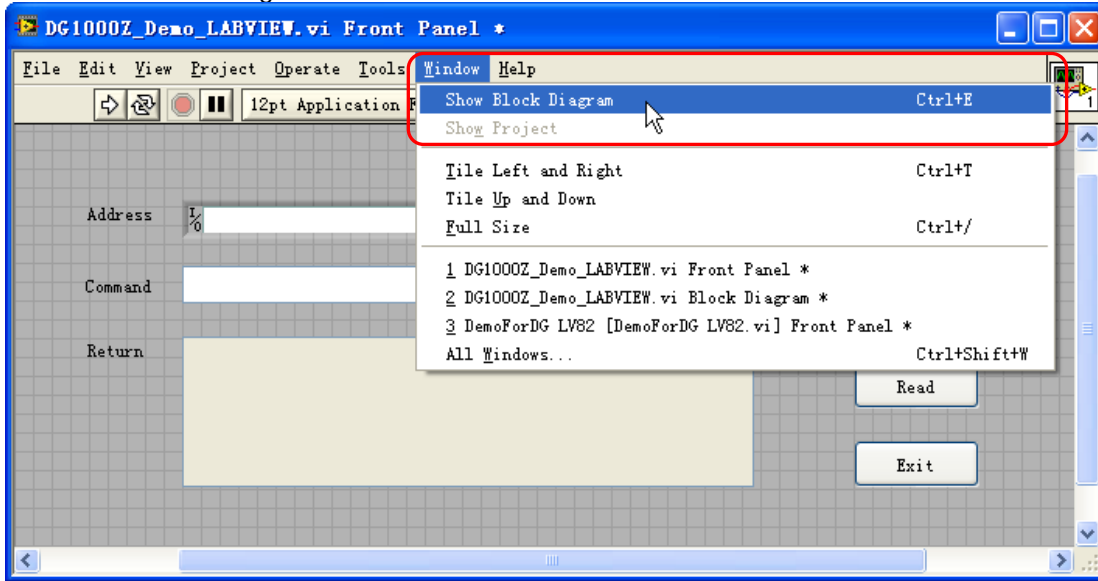 DG1000Z_Demo_LABVIEW.vi Front Panel *
File Edit View Project Operate Tools Window Help
12pt Application
1
Show Block Diagram Ctrl+E
Show Project
Tile Left and Right Ctrl+T
Tile Up and Down
Full Size Ctrl+/
1 DG1000Z_Demo_LABVIEW.vi Front Panel *
2 DG1000Z_Demo_LABVIEW.vi Block Diagram *
3 DemoForDG LV82 [DemoForDG LV82.vi] Front Panel *
All Windows... Ctrl+Shift+W
Address I/O
Command
Return
Read
Exit